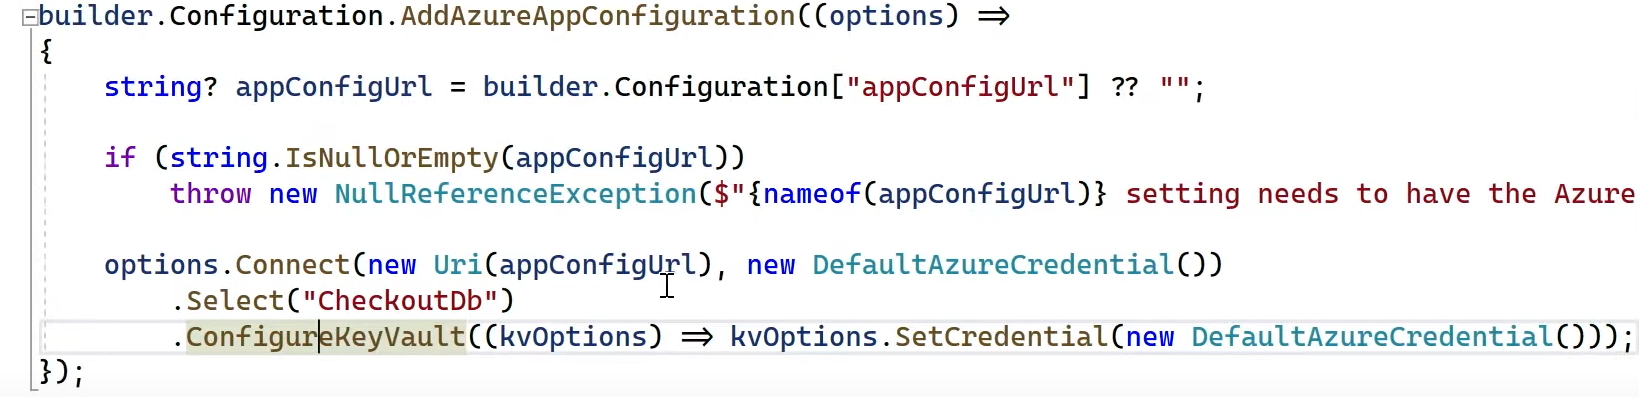 builder.Configuration.AddAzureAppConfiguration((options) =>
{
    string? appConfigUrl = builder.Configuration["appConfigUrl"] ?? "";
    if (string.IsNullOrEmpty(appConfigUrl))
        throw new NullReferenceException($"{nameof(appConfigUrl)} setting needs to have the Azure
    options.Connect(new Uri(appConfigUrl), new DefaultAzureCredential())
        .Select("CheckoutDb")
        .ConfigureKeyVault((kvOptions) => kvOptions.SetCredential(new DefaultAzureCredential()));
});